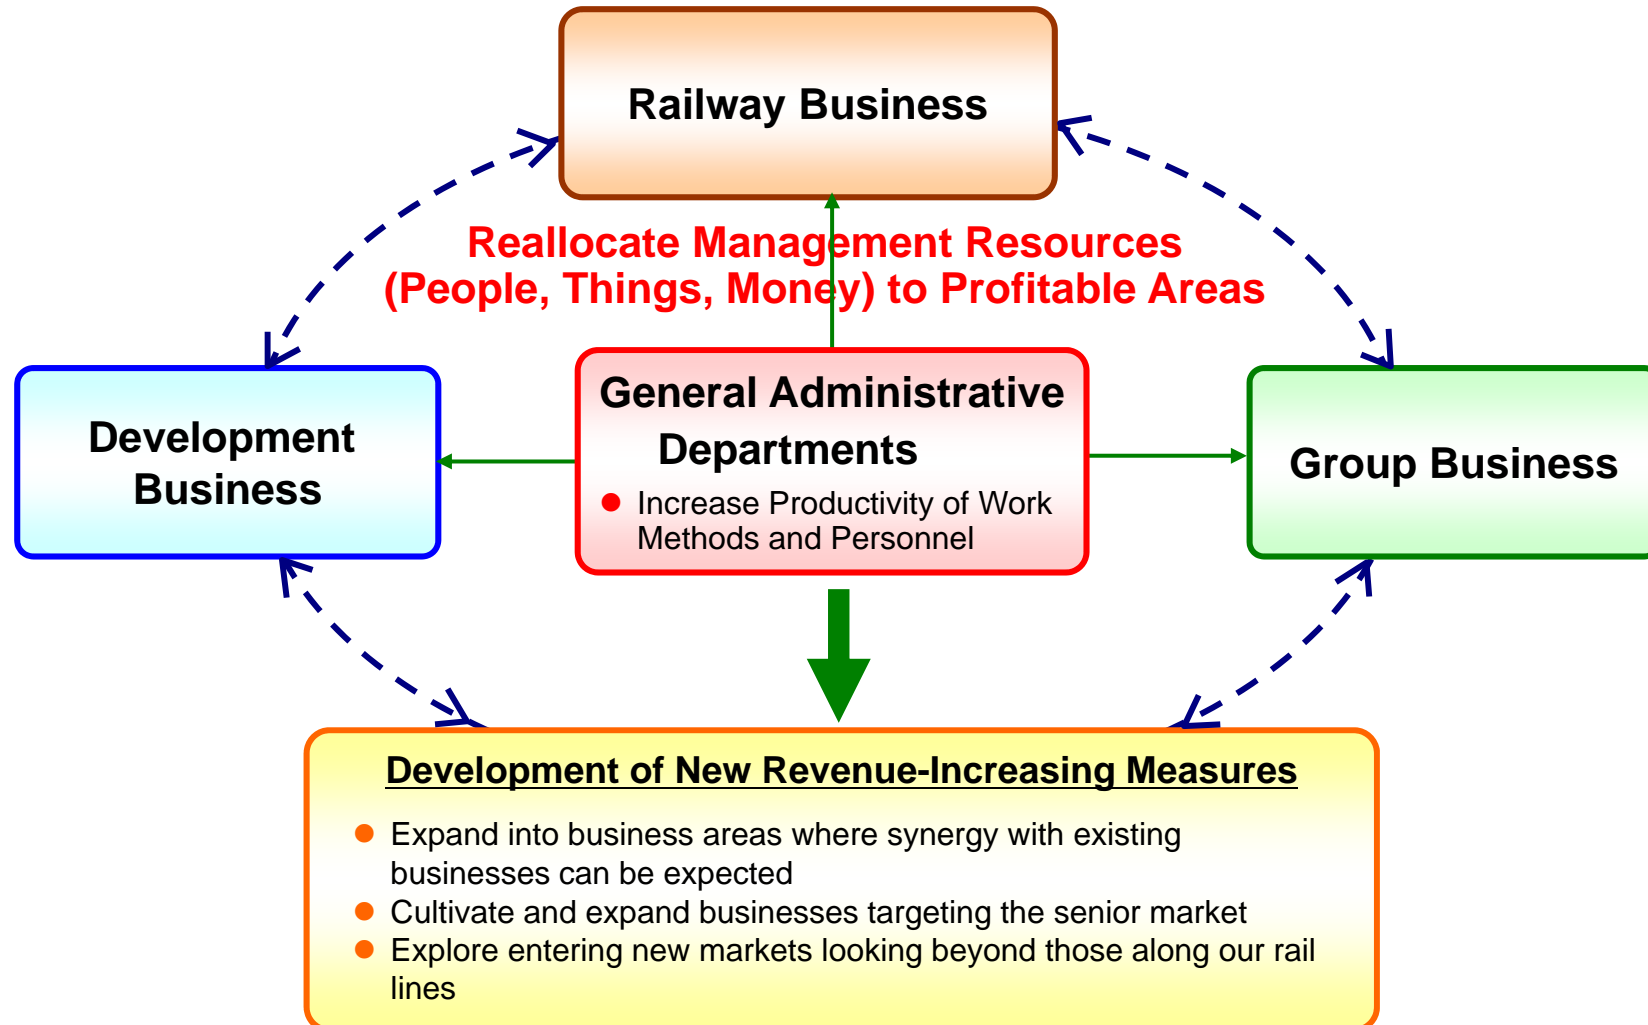 Railway Business
Reallocate Management Resources
(People, Things, Money) to Profitable Areas
Development
Business
General Administrative
Departments
● Increase Productivity of Work
Methods and Personnel
Group Business
Development of New Revenue-Increasing Measures
● Expand into business areas where synergy with existing
businesses can be expected
● Cultivate and expand businesses targeting the senior market
● Explore entering new markets looking beyond those along our rail
lines